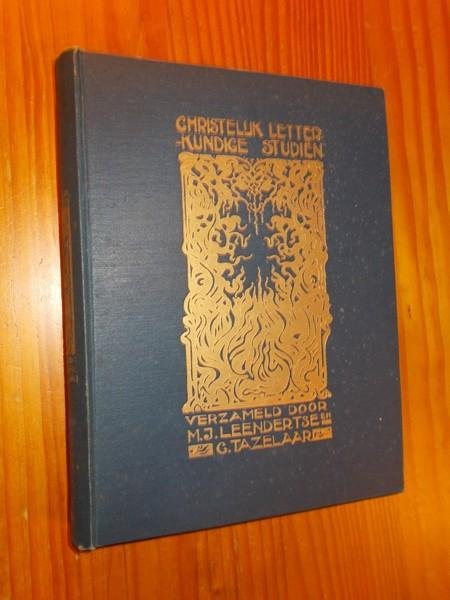 CHRISTELIJK LETTER-
-KUNDIGE STUDIËN
VERZAMELD DOOR
M.J. LEENDERTSE EN
C. TAZELAAR